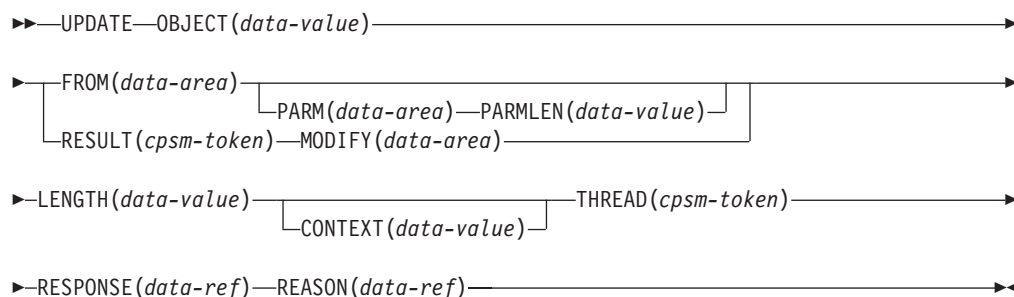 UPDATE OBJECT(data-value)
FROM(data-area)
PARM(data-area) PARMLEN(data-value)
RESULT(cpsm-token) MODIFY(data-area)
LENGTH(data-value) THREAD(cpsm-token)
CONTEXT(data-value)
RESPONSE(data-ref) REASON(data-ref)